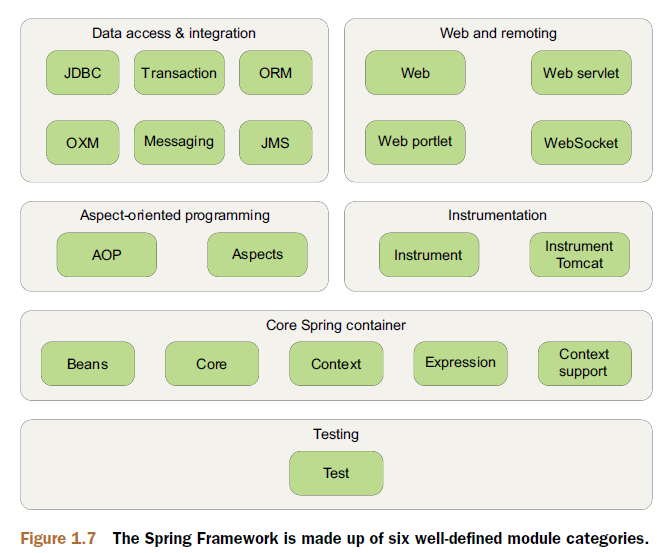 Data access & integration
JDBC
Transaction
ORM
OXM
Messaging
JMS
Web and remoting
Web
Web servlet
Web portlet
WebSocket
Aspect-oriented programming
AOP
Aspects
Instrumentation
Instrument
Instrument
Tomcat
Core Spring container
Beans
Core
Context
Expression
Context
support
Testing
Test
Figure 1.7 The Spring Framework is made up of six well-defined module categories.